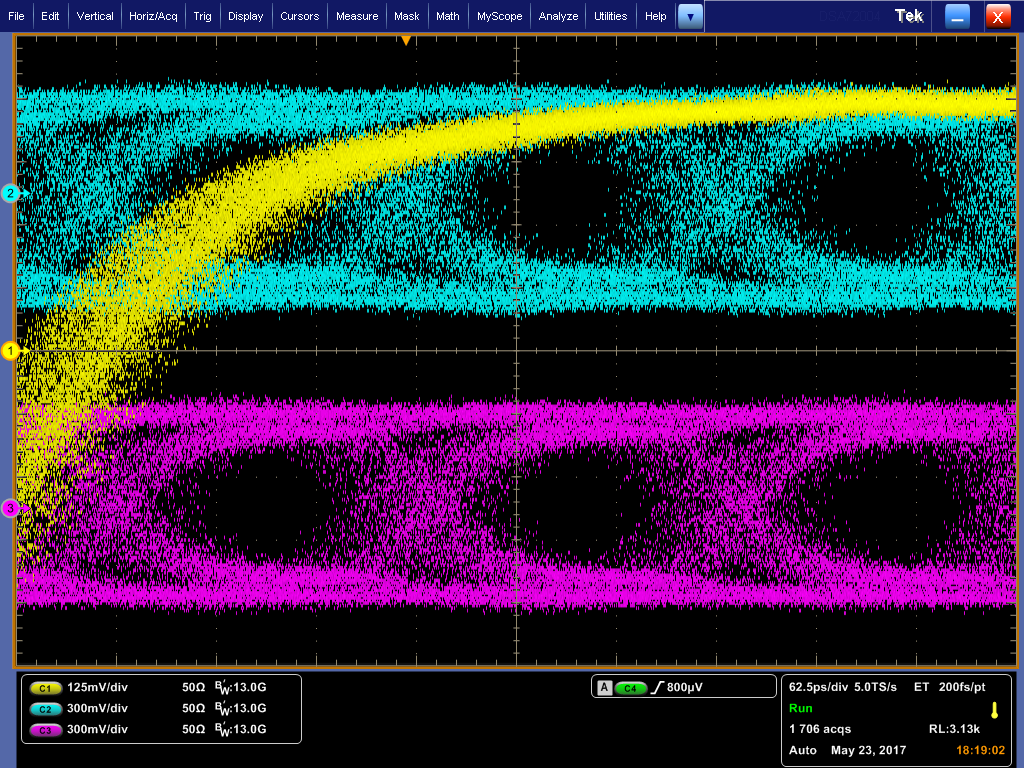 File Edit Vertical Horiz/Acq Trig Display Cursors Measure Mask Math MyScope Analyze Utilities Help Tek X
2
1
3
C1 125mV/div 50Ω BW:13.0G
C2 300mV/div 50Ω BW:13.0G
C3 300mV/div 50Ω BW:13.0G
A C4 800µV
62.5ps/div 5.0TS/s ET 200fs/pt
Run
1 706 acqs RL:3.13k
Auto May 23, 2017 18:19:02